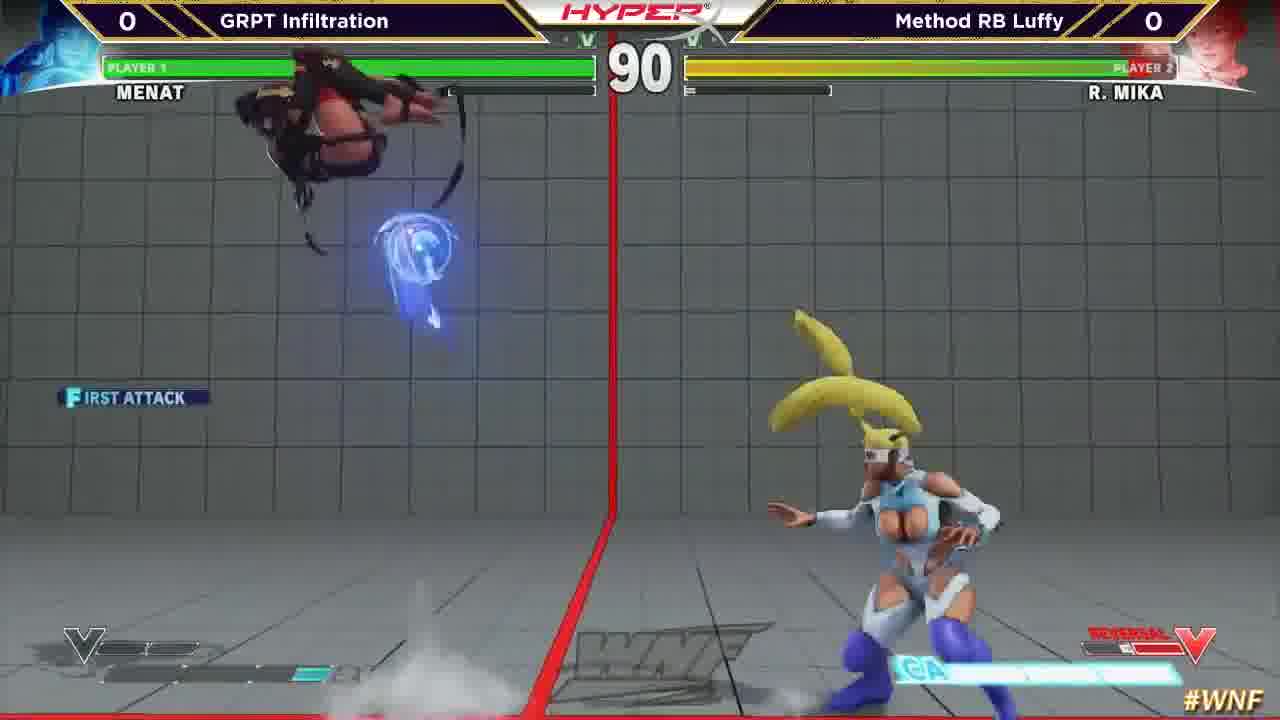 0 GRPT Infiltration HYPER Method RB Luffy 0
V 90 V
PLAYER 1 PLAYER 2
MENAT R. MIKA
FIRST ATTACK
WNF
V REVERSAL V
CA
#WNF